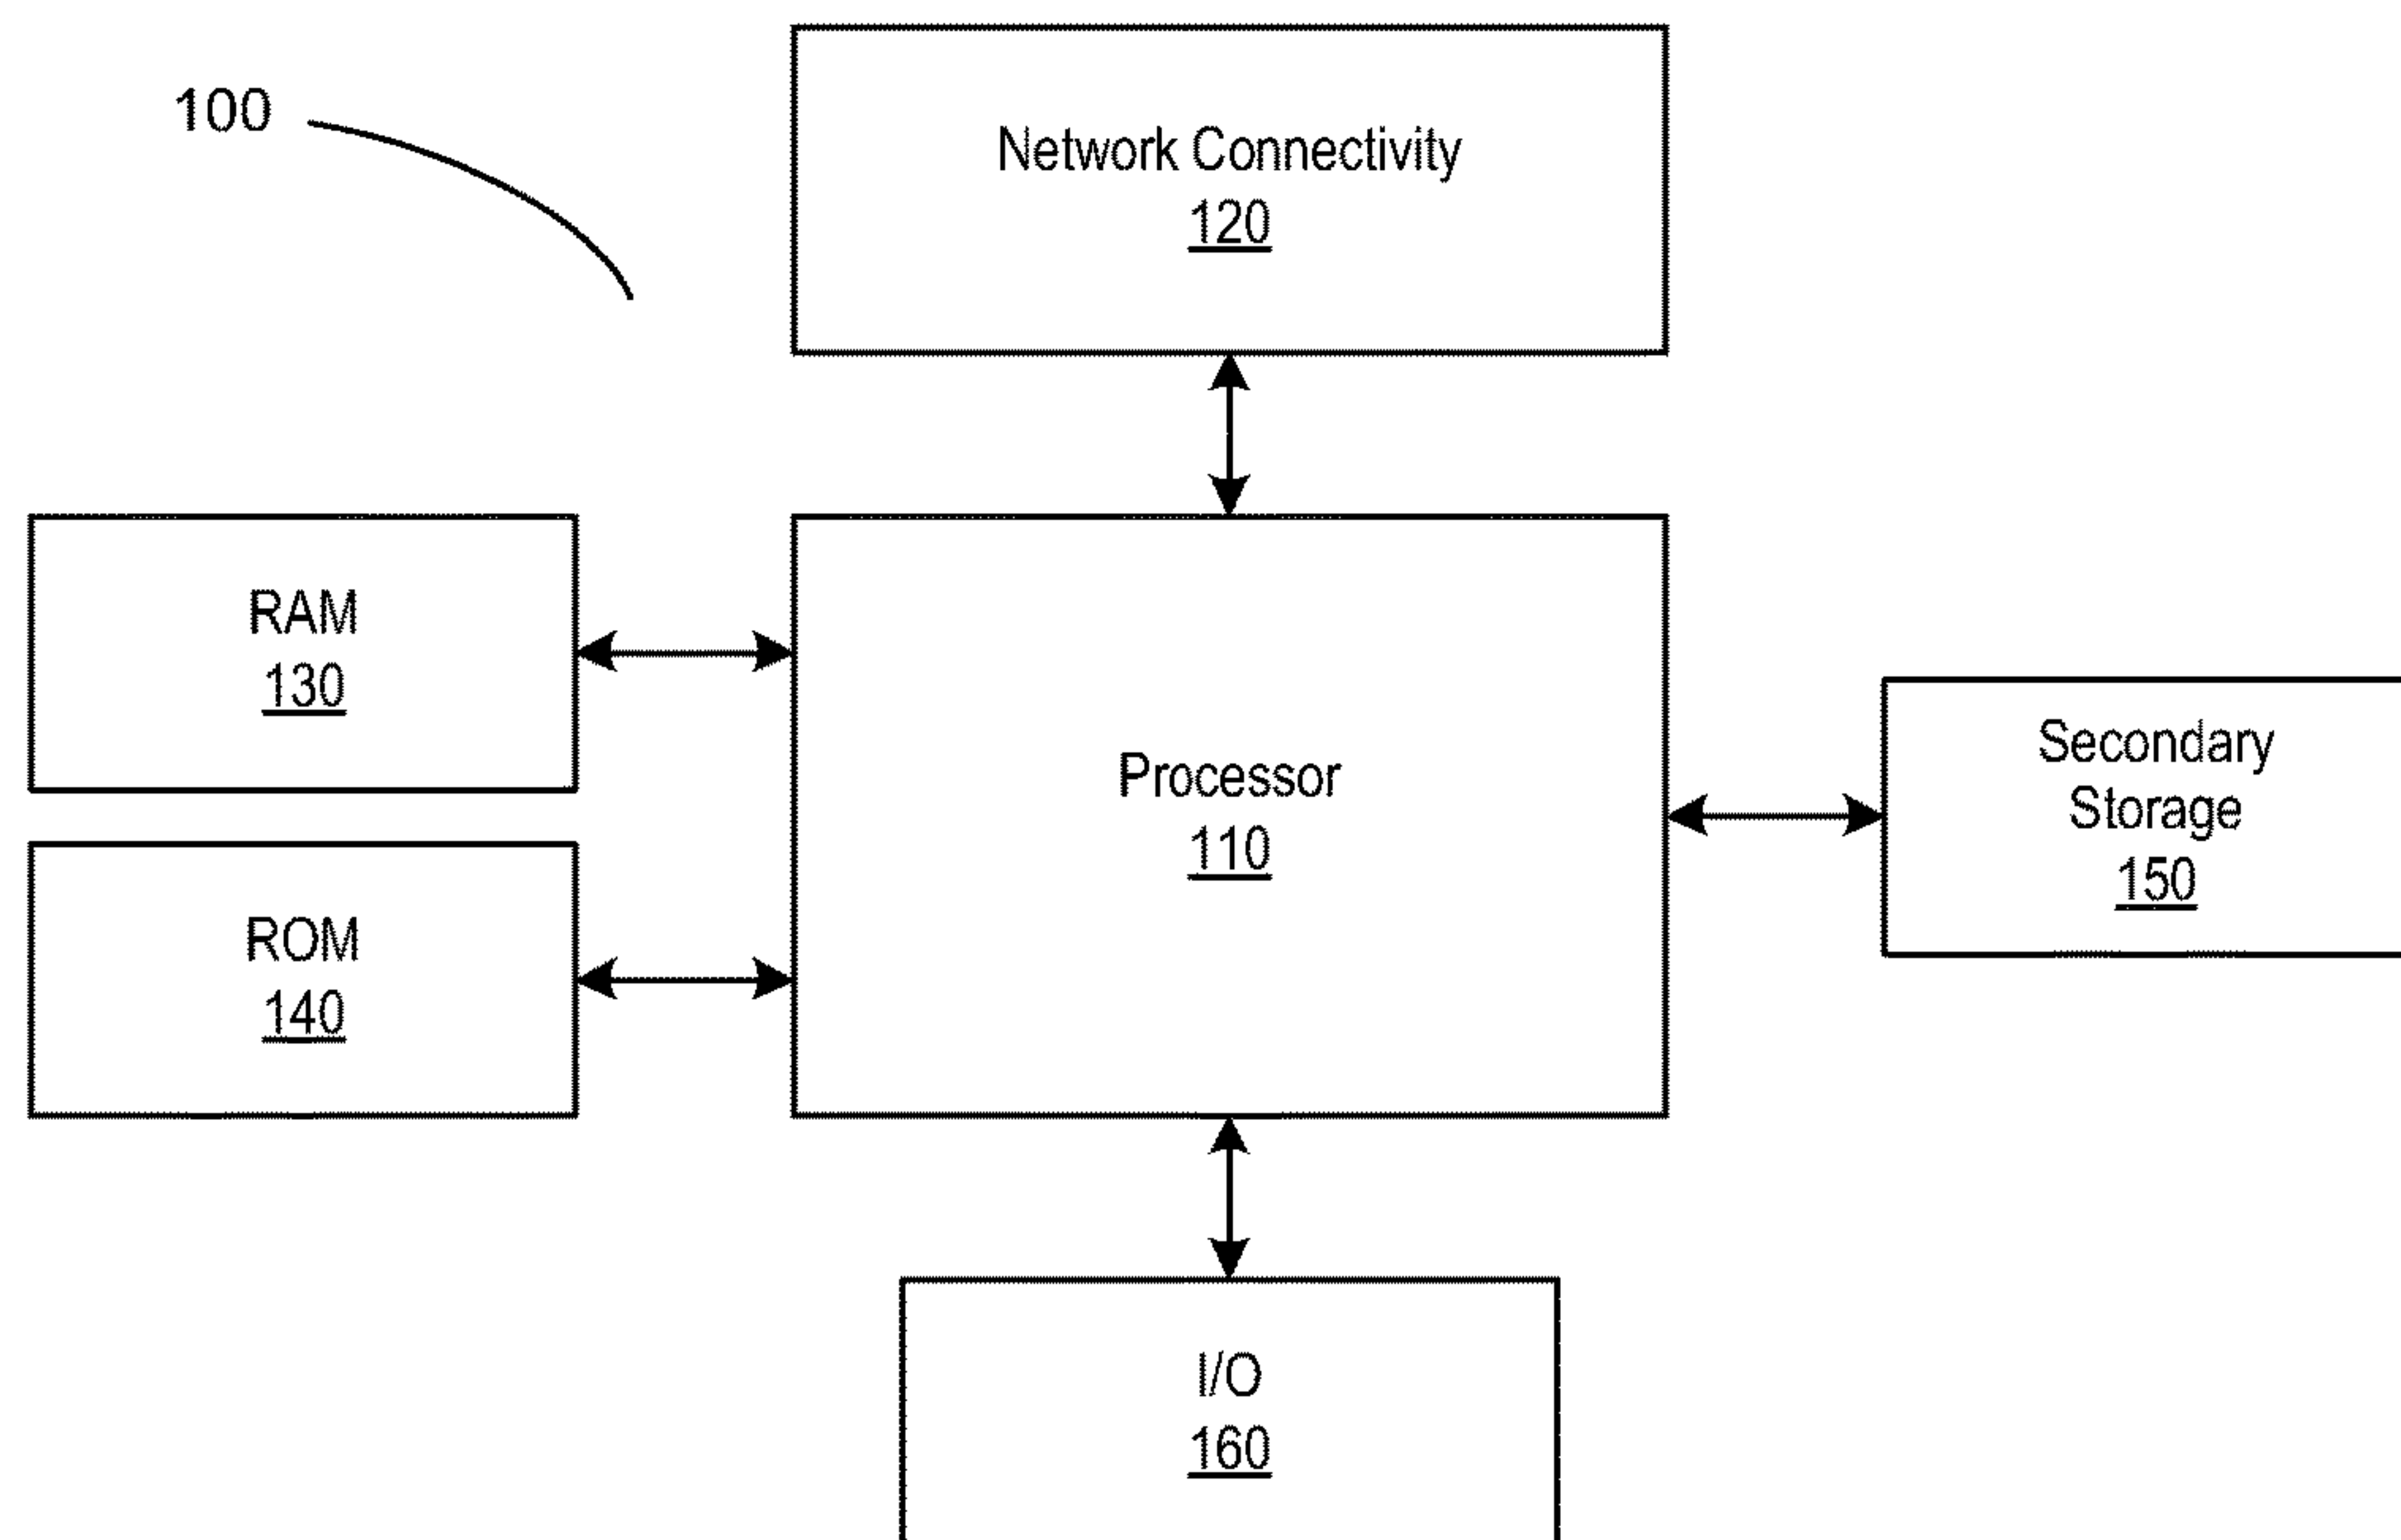 100
Network Connectivity
120
RAM
130
Processor
110
Secondary
Storage
150
ROM
140
I/O
160